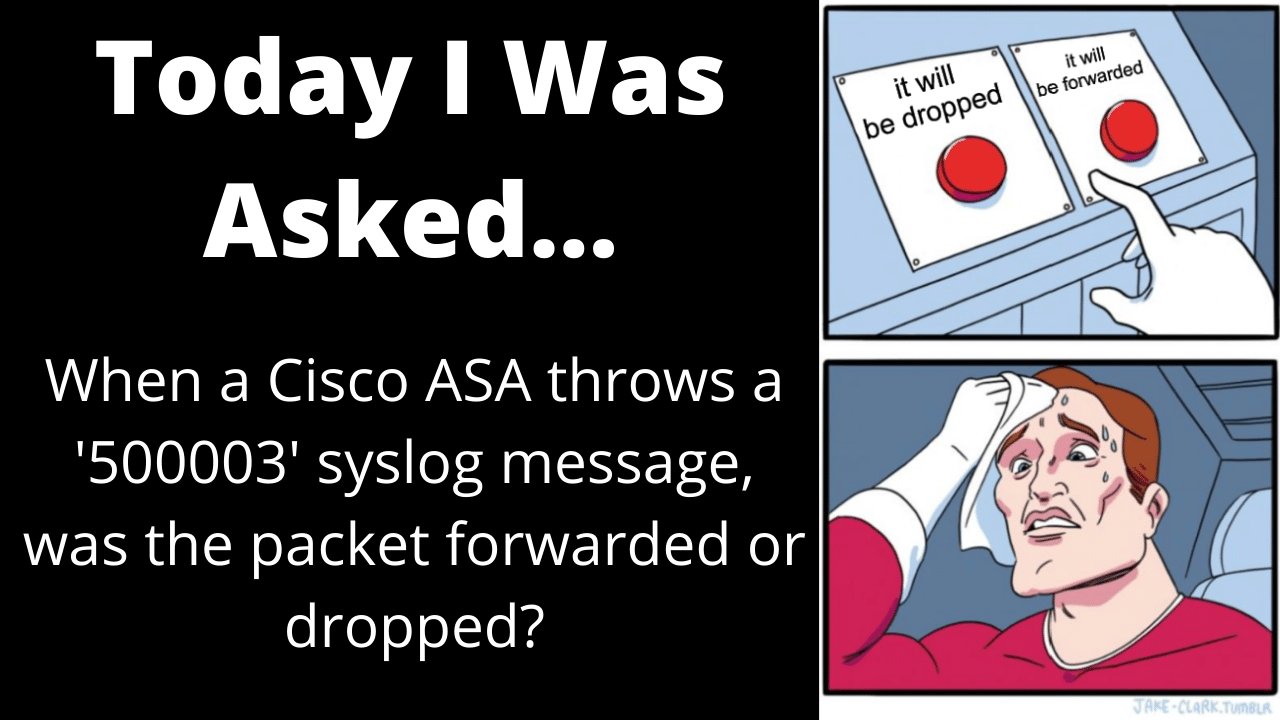 Today I Was
Asked...
When a Cisco ASA throws a
'500003' syslog message,
was the packet forwarded or
dropped?
it will
be dropped
it will
be forwarded
JAKE-CLARK.TUMBLR